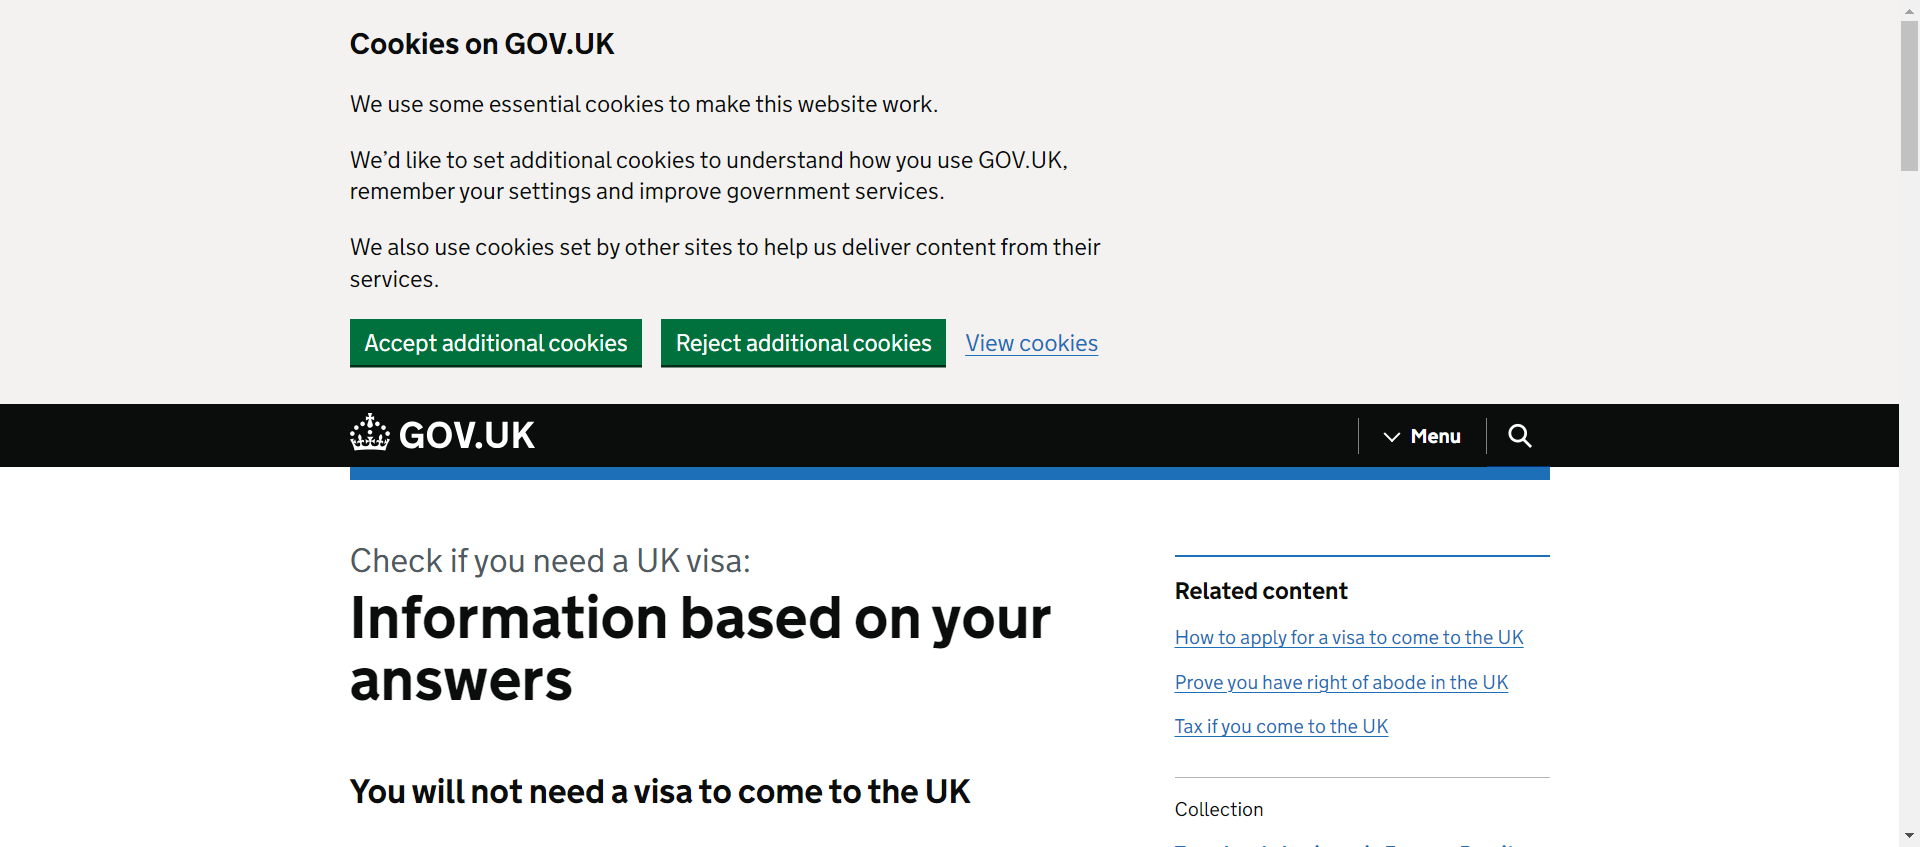 Cookies on GOV.UK
We use some essential cookies to make this website work.
We’d like to set additional cookies to understand how you use GOV.UK,
remember your settings and improve government services.
We also use cookies set by other sites to help us deliver content from their
services.
Accept additional cookies
Reject additional cookies
View cookies
GOV.UK
Menu
Check if you need a UK visa:
Information based on your
answers
You will not need a visa to come to the UK
Related content
How to apply for a visa to come to the UK
Prove you have right of abode in the UK
Tax if you come to the UK
Collection